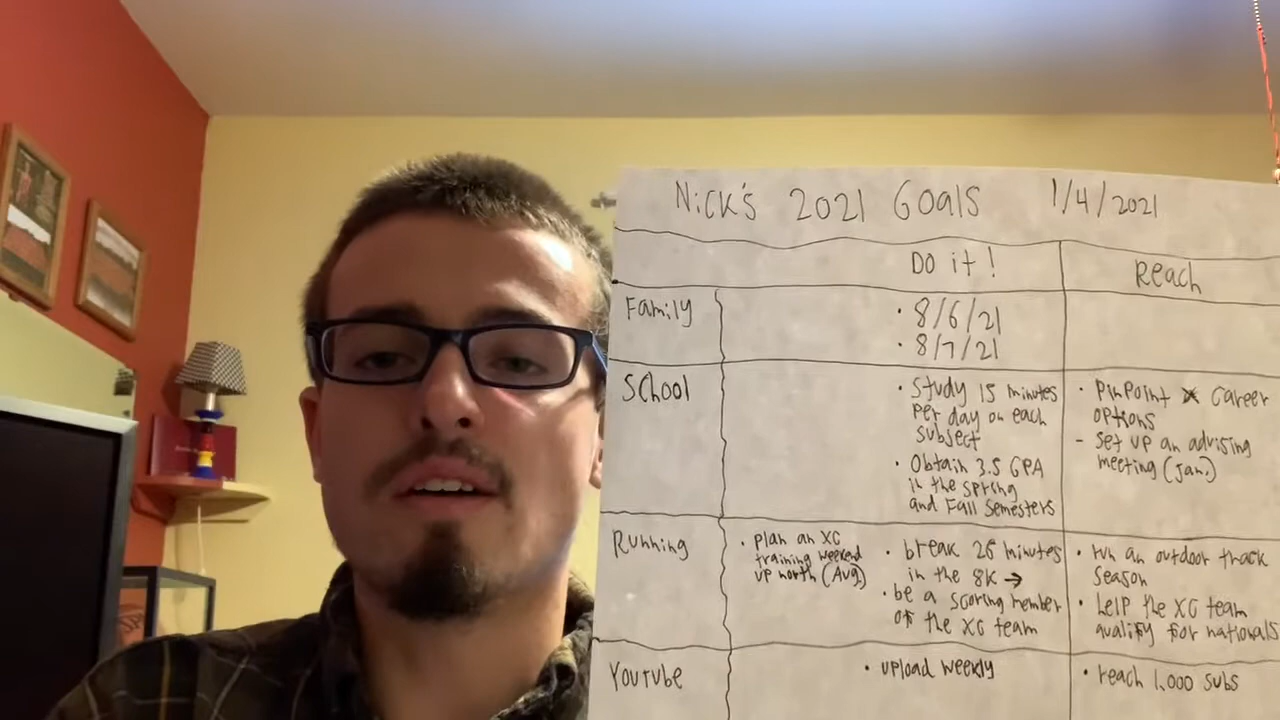 Nick's 2021 Goals 1/4/2021
Do it!
Reach
Family
• 8/6/21
• 8/7/21
School
• Study 15 minutes
per day on each
subject
• Obtain 3.5 GPA
in the spring
and Fall Semesters
• Pinpoint career
options
- set up an advising
meeting (Jan.)
Running
• plan an XC
training weekend
up north (Aug.)
• break 26 minutes
in the 8K →
• be a scoring member
of the XC team
• run an outdoor track
season
• help the XC team
qualify for nationals
Youtube
• upload weekly
• reach 1,000 subs